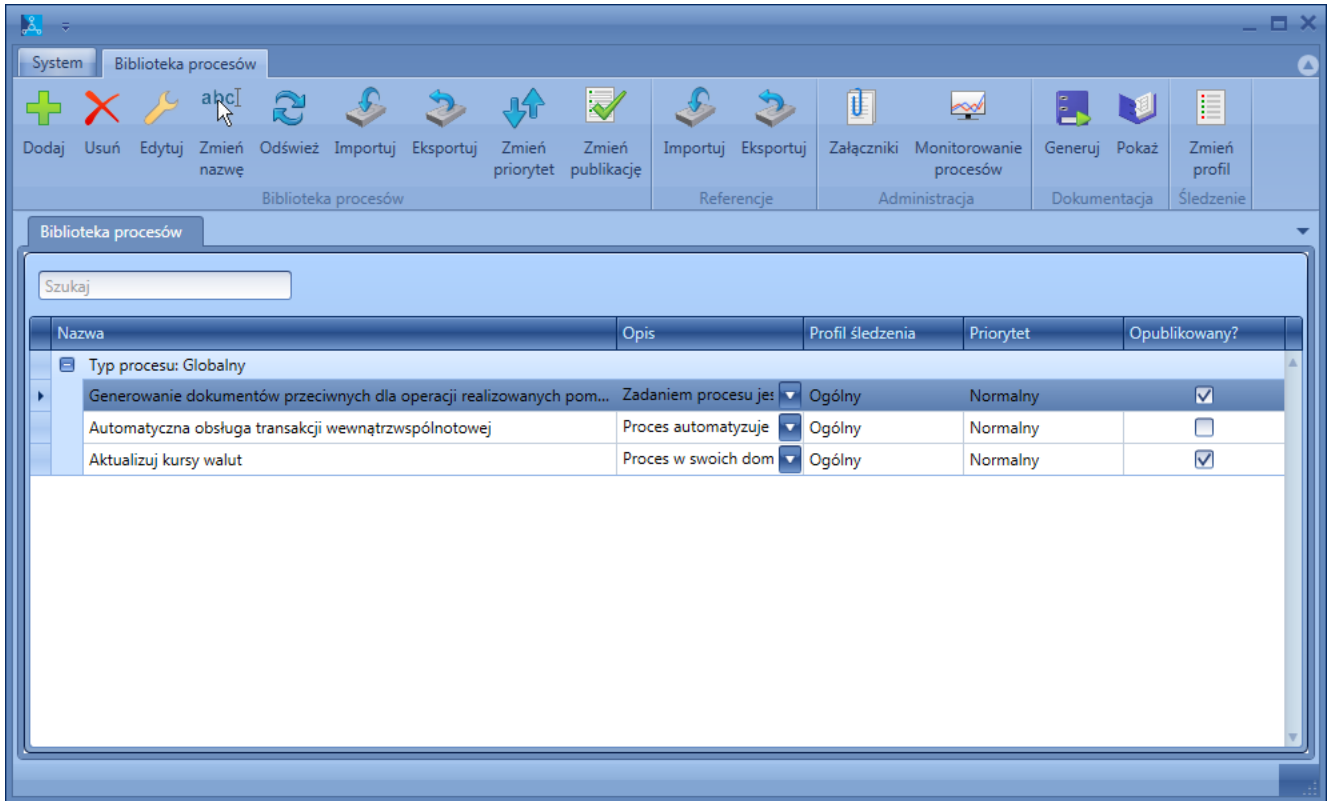 System Biblioteka procesów
abc
Dodaj Usuń Edytuj Zmień nazwę Odśwież Importuj Eksportuj Zmień priorytet Zmień publikację Importuj Eksportuj Załączniki Monitorowanie procesów Generuj Pokaż Zmień profil
Biblioteka procesów Referencje Administracja Dokumentacja Śledzenie
Biblioteka procesów
Szukaj
Nazwa Opis Profil śledzenia Priorytet Opublikowany?
Typ procesu: Globalny
Generowanie dokumentów przeciwnych dla operacji realizowanych pom... Zadaniem procesu jes Ogólny Normalny
Automatyczna obsługa transakcji wewnątrzwspólnotowej Proces automatyzuje Ogólny Normalny
Aktualizuj kursy walut Proces w swoich dom Ogólny Normalny